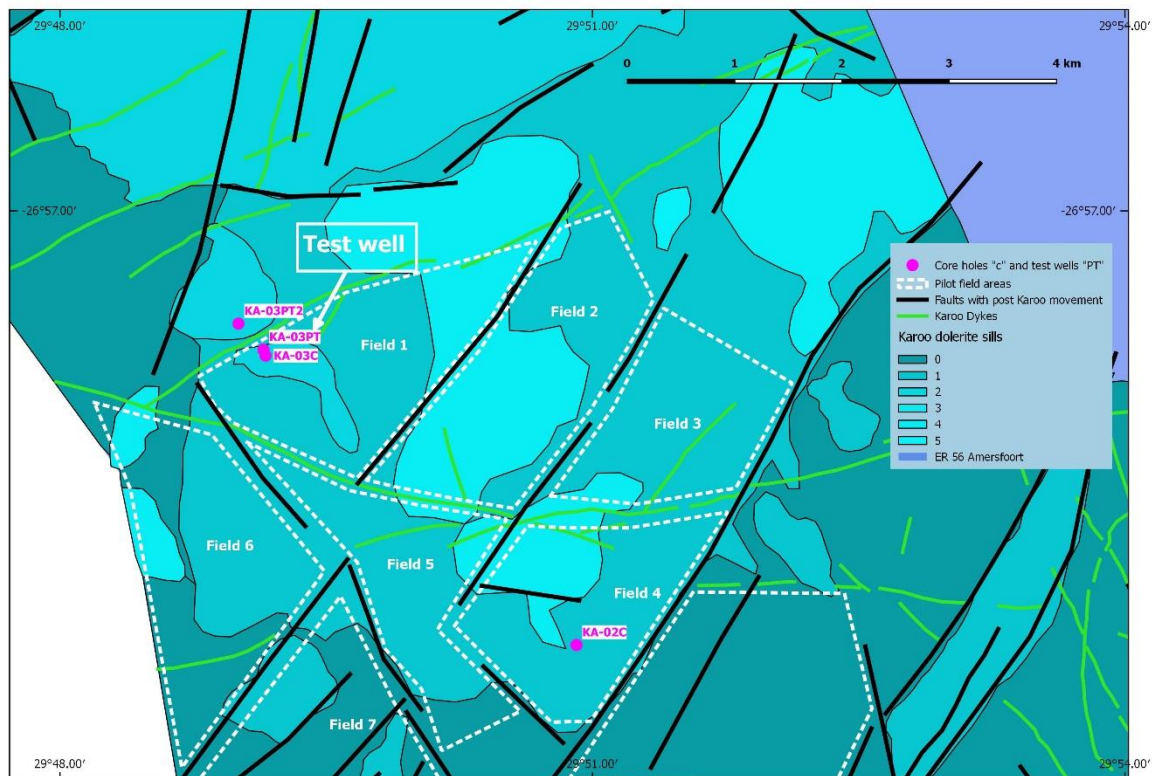 29°48.00'
29°51.00'
29°54.00'
0
1
2
3
4 km
-26°57.00'
-26°57.00'
Test well
Core holes "c" and test wells "PT"
Pilot field areas
Faults with post Karoo movement
Karoo Dykes
Karoo dolerite sills
0
1
2
3
4
5
ER 56 Amersfoort
KA-03PT2
KA-03PT
KA-03C
Field 1
Field 2
Field 3
Field 6
Field 5
Field 4
KA-02C
Field 7
29°48.00'
29°51.00'
29°54.00'